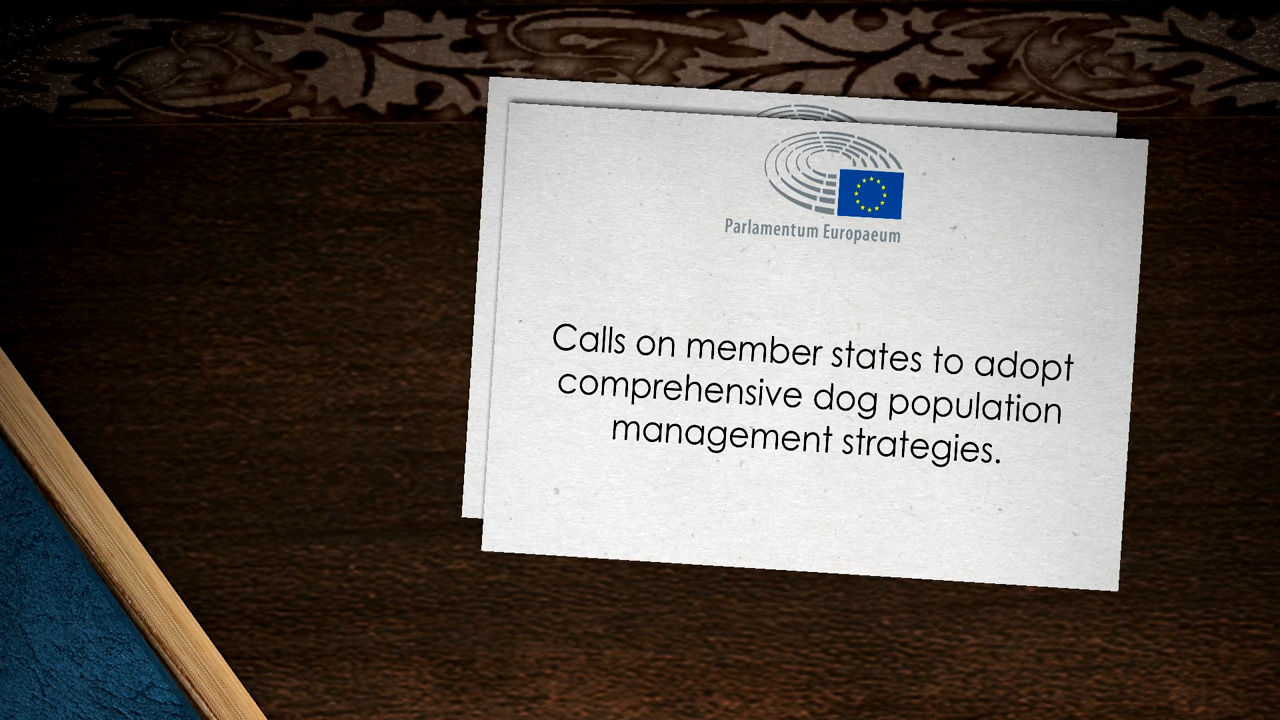 Parlamentum Europaeum
Calls on member states to adopt
comprehensive dog population
management strategies.